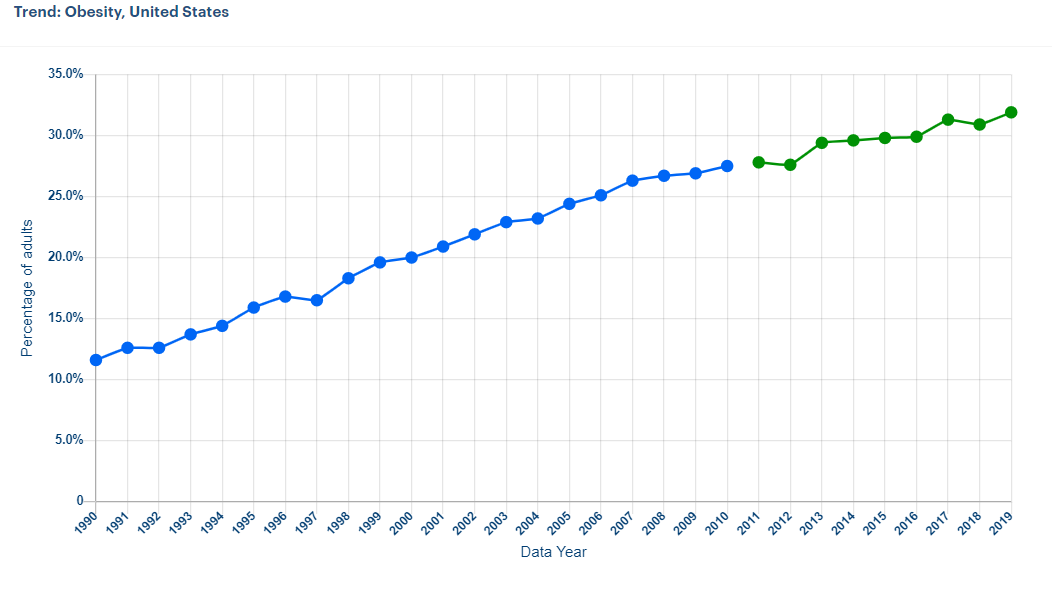 Trend: Obesity, United States
35.0%
30.0%
25.0%
20.0%
15.0%
10.0%
5.0%
0
Percentage of adults
1990 1991 1992 1993 1994 1995 1996 1997 1998 1999 2000 2001 2002 2003 2004 2005 2006 2007 2008 2009 2010 2011 2012 2013 2014 2015 2016 2017 2018 2019
Data Year